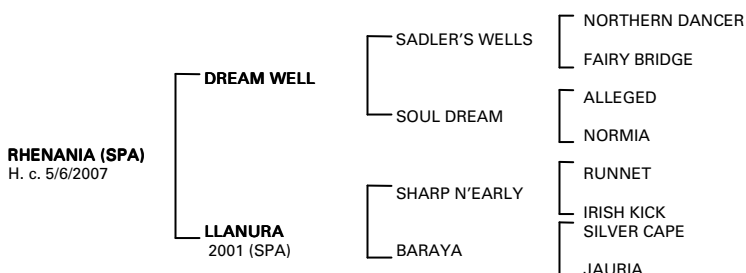 NORTHERN DANCER
SADLER'S WELLS
FAIRY BRIDGE
DREAM WELL
ALLEGED
SOUL DREAM
NORMIA
RHENANIA (SPA)
H. c. 5/6/2007
RUNNET
SHARP N'EARLY
IRISH KICK
LLANURA
2001 (SPA)
SILVER CAPE
BARAYA
JAURIA